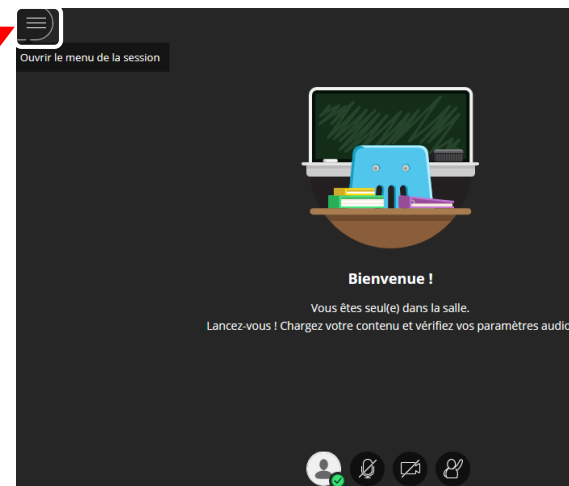 Ouvrir le menu de la session
Bienvenue !
Vous êtes seul(e) dans la salle.
Lancez-vous ! Chargez votre contenu et vérifiez vos paramètres audio